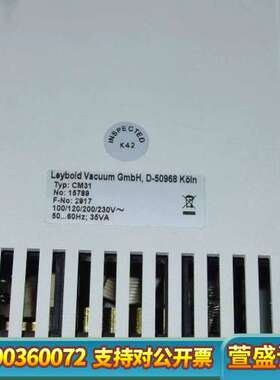 INSPECTED
K42
Leybold Vacuum GmbH, D-50968 Köln
Typ: CM31
No: 15789
F-No: 2917
100/120/200/230V~
50...60Hz; 35VA
00360072 支持对公开票 萱盛